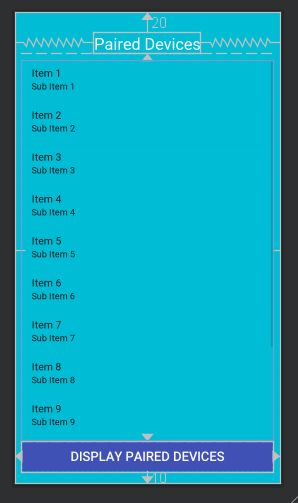 20
Paired Devices
Item 1
Sub Item 1
Item 2
Sub Item 2
Item 3
Sub Item 3
Item 4
Sub Item 4
Item 5
Sub Item 5
Item 6
Sub Item 6
Item 7
Sub Item 7
Item 8
Sub Item 8
Item 9
Sub Item 9
DISPLAY PAIRED DEVICES
10